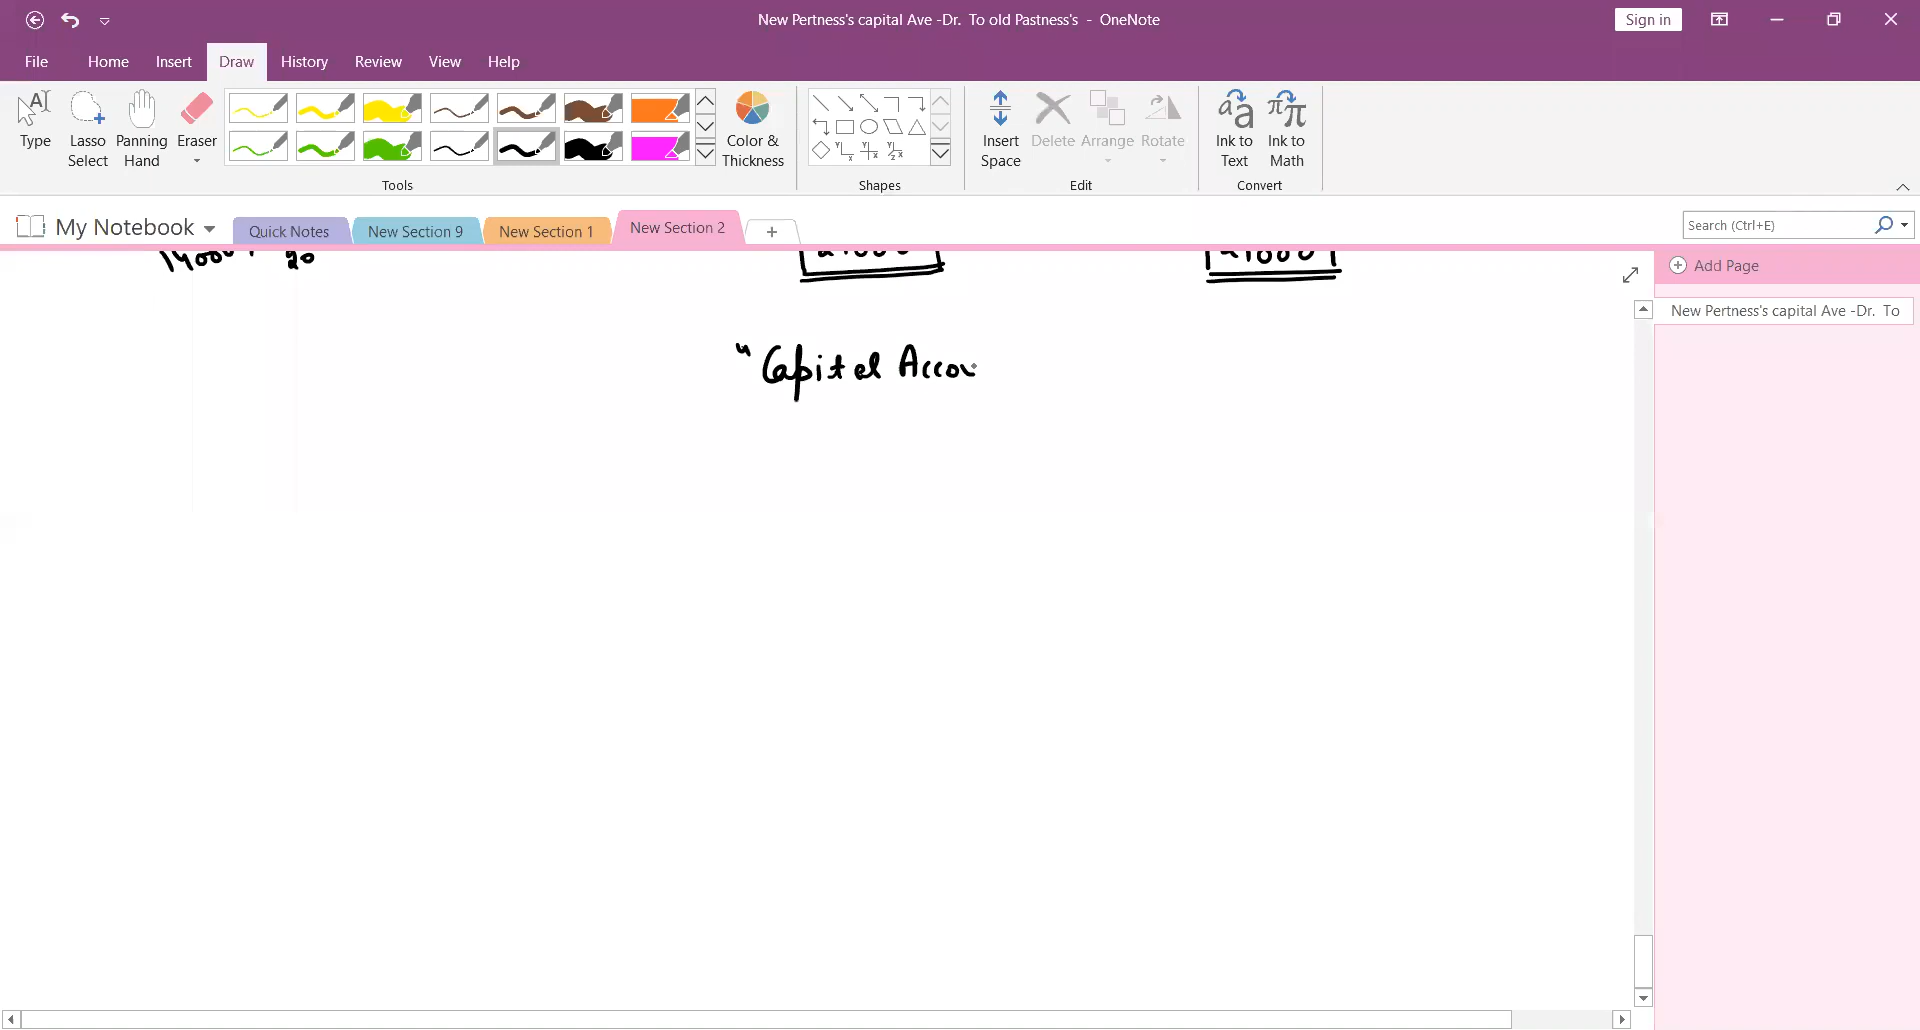 New Pertness's capital Ave -Dr. To old Pastness's - OneNote
Sign in
File Home Insert Draw History Review View Help
Type
Lasso Select
Panning Hand
Eraser
Color & Thickness
Insert Space
Delete
Arrange
Rotate
Ink to Text
Ink to Math
Tools
Shapes
Edit
Convert
My Notebook
Quick Notes
New Section 9
New Section 1
New Section 2
+
Search (Ctrl+E)
Add Page
New Pertness's capital Ave -Dr. To
"Capital Accou